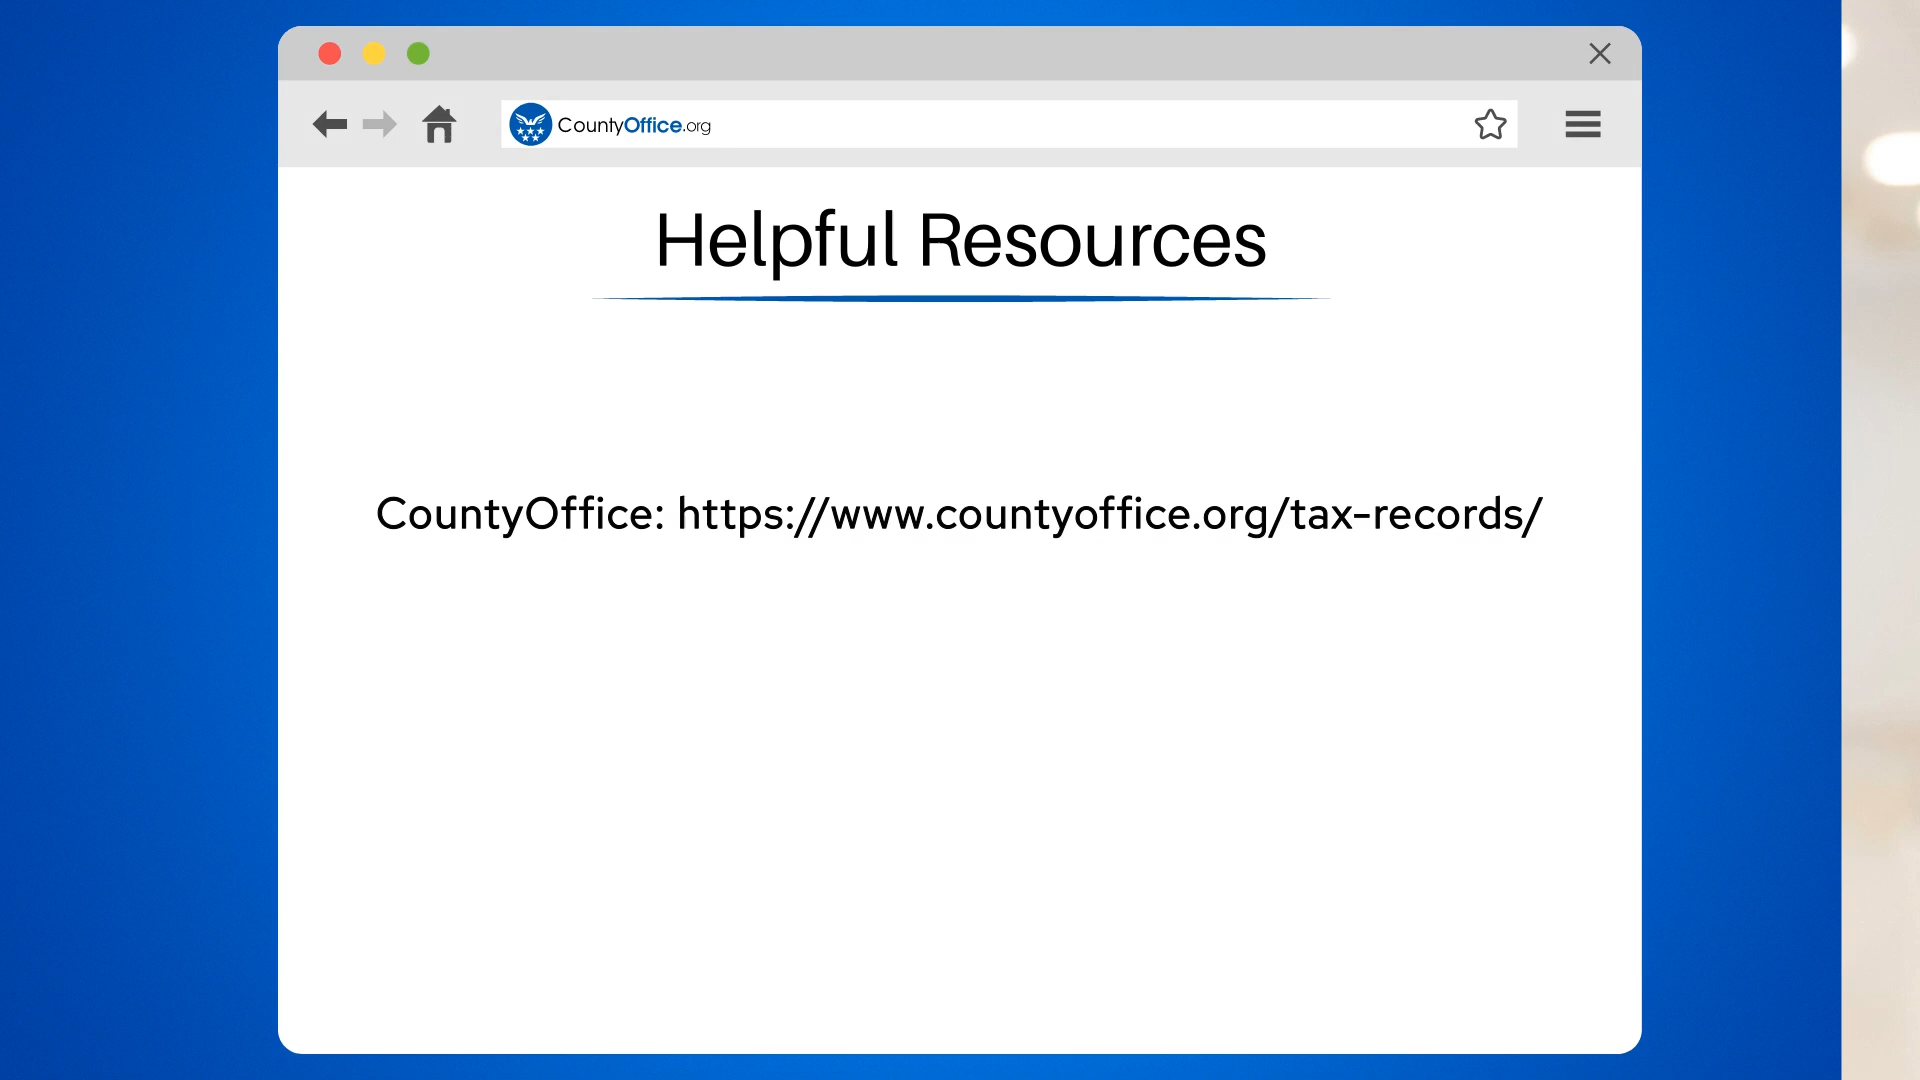 CountyOffice.org
Helpful Resources
CountyOffice: https://www.countyoffice.org/tax-records/